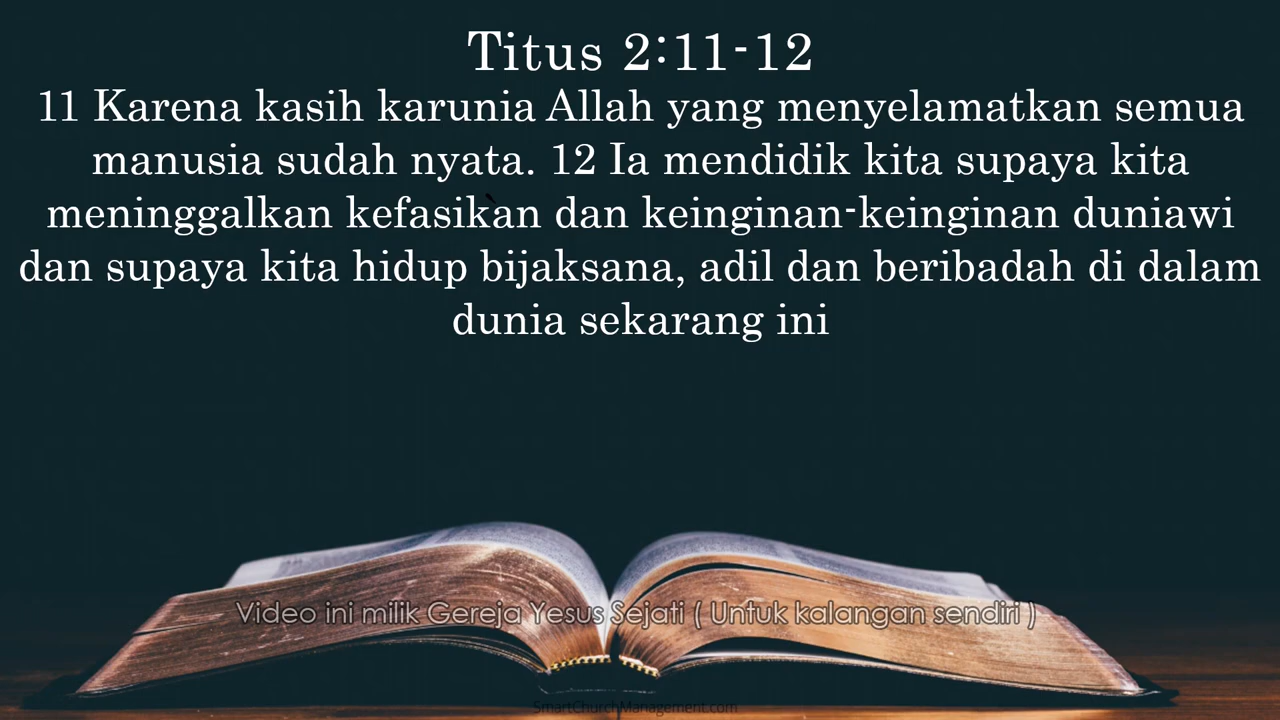 Titus 2:11-12
11 Karena kasih karunia Allah yang menyelamatkan semua
manusia sudah nyata. 12 Ia mendidik kita supaya kita
meninggalkan kefasikan dan keinginan-keinginan duniawi
dan supaya kita hidup bijaksana, adil dan beribadah di dalam
dunia sekarang ini
Video ini milik Gereja Yesus Sejati ( Untuk kalangan sendiri )
SmartChurchManagement.com